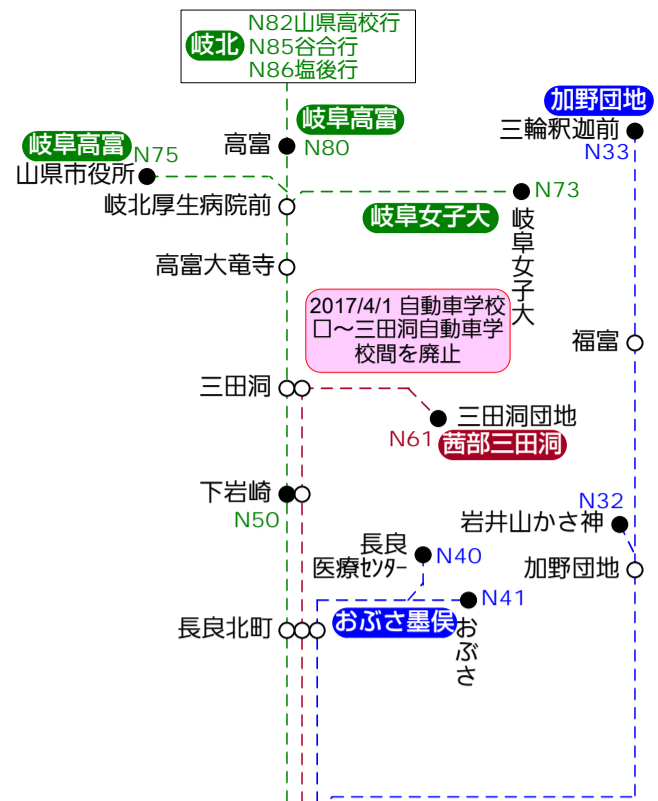 岐北
N82山県高校行
N85谷合行
N86塩後行
加野団地
岐阜高富
高富
N80
三輪釈迦前
N33
岐阜高富
N75
山県市役所
岐北厚生病院前
N73
岐阜女子大
岐阜女子大
高富大竜寺
2017/4/1 自動車学校
口～三田洞自動車学
校間を廃止
福富
三田洞
三田洞団地
N61
茜部三田洞
下岩崎
N50
N32
岩井山かさ神
長良
医療センター
N40
加野団地
N41
おぶさ墨俣
おぶさ
長良北町